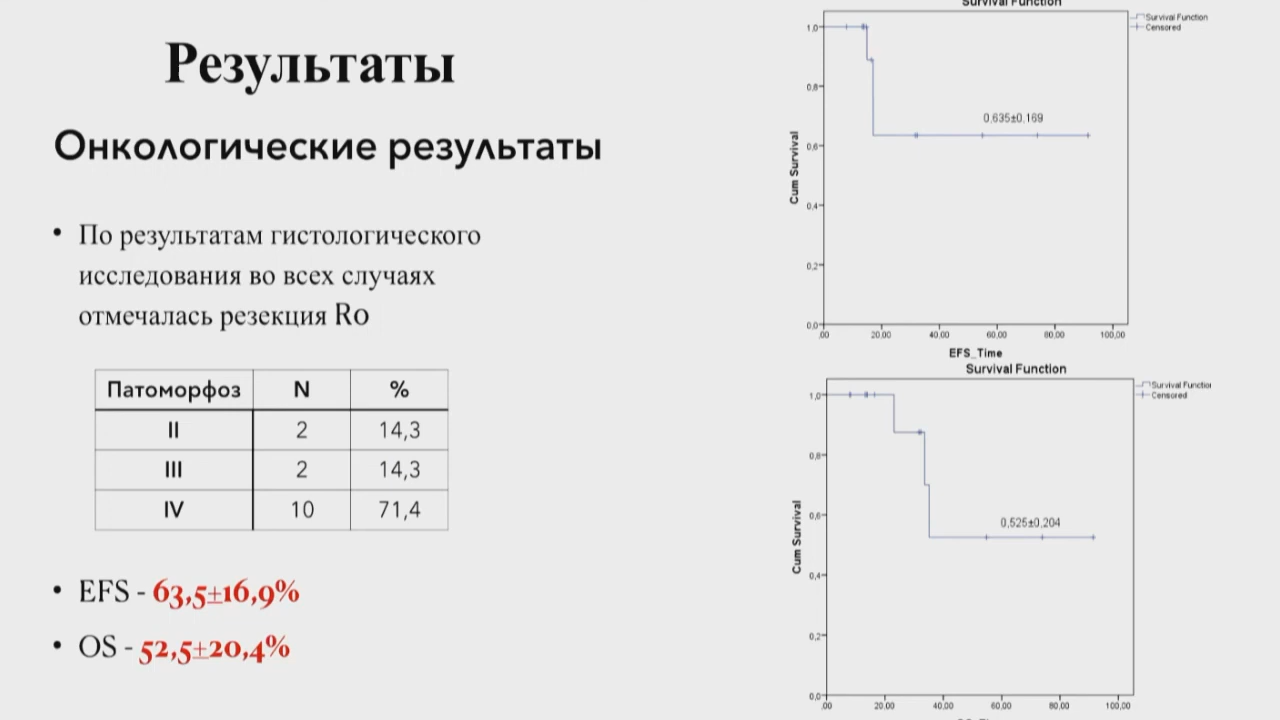 Результаты
Онкологические результаты
• По результатам гистологического
исследования во всех случаях
отмечалась резекция Ro
Патоморфоз N %
II 2 14,3
III 2 14,3
IV 10 71,4
• EFS - 63,5±16,9%
• OS - 52,5±20,4%
Survival Function
Survival Function
Censored
1,0
0,8
0,6
0,4
0,2
0,0
Cum Survival
0,635±0,169
,00 20,00 40,00 60,00 80,00 100,00
EFS_Time
Survival Function
Survival Functio
Censored
1,0
0,8
0,6
0,4
0,2
0,0
Cum Survival
0,525±0,204
,00 20,00 40,00 60,00 80,00 100,00